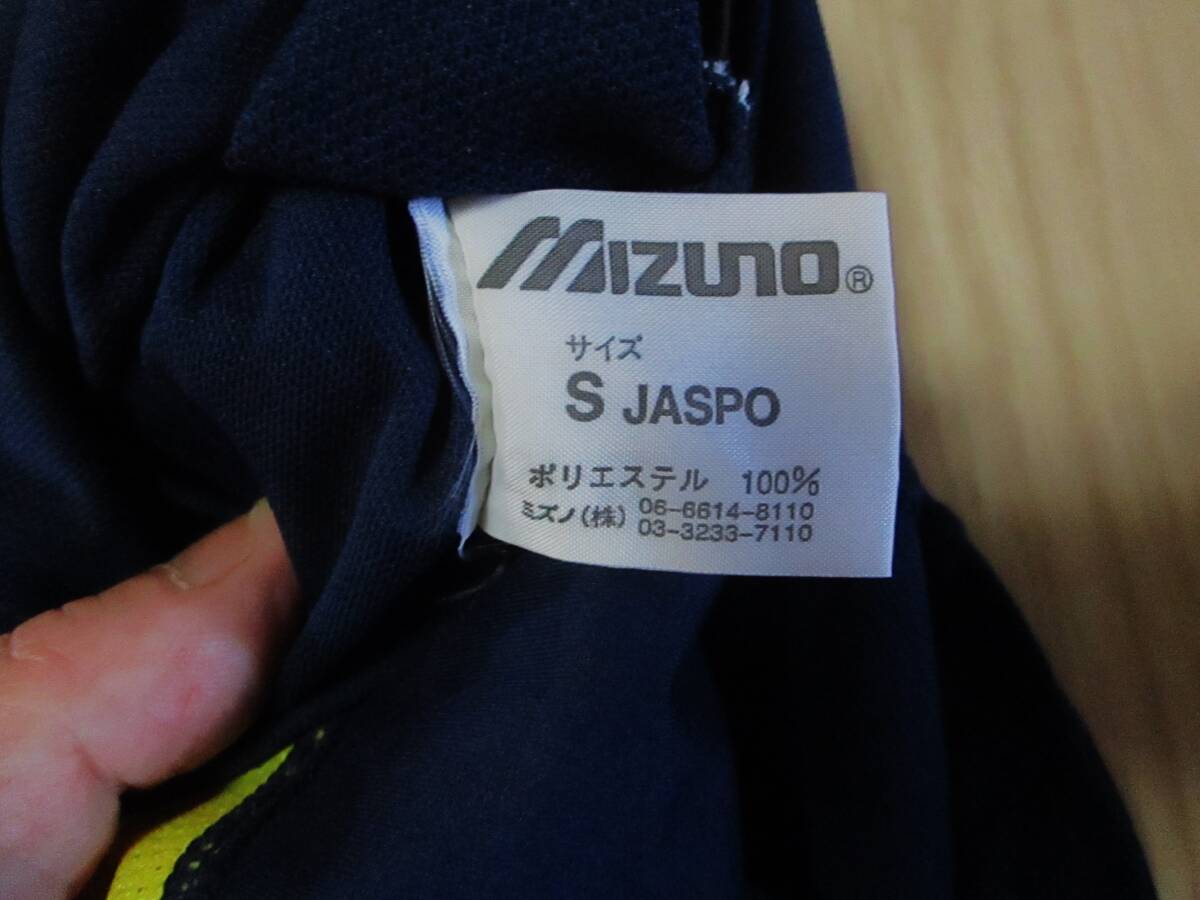 MIZUNO®
サイズ
S JASPO
ポリエステル 100%
ミズノ(株) 06-6614-8110
03-3233-7110